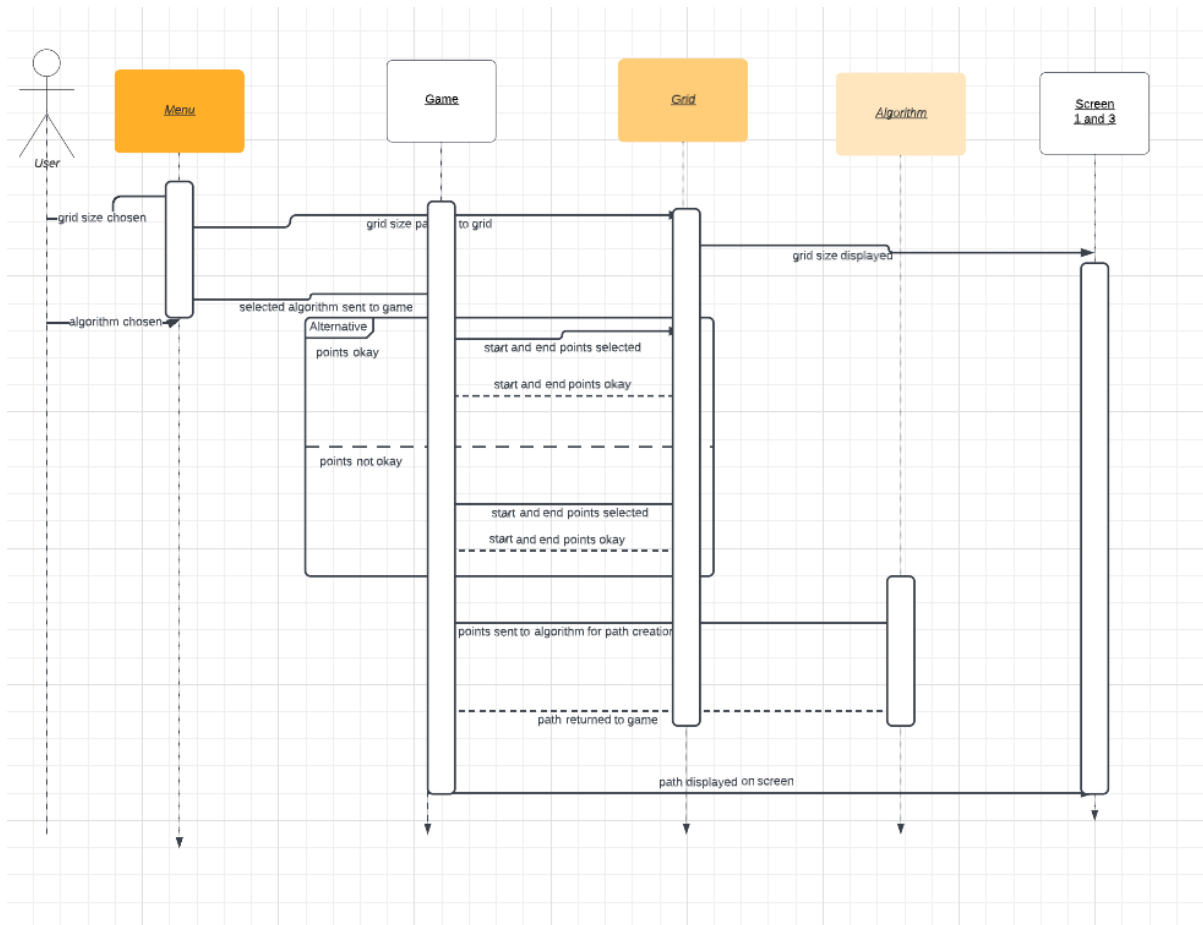 Menu
Game
Grid
Algorithm
Screen
1 and 3
User
grid size chosen
grid size pa to grid
grid size displayed
selected algorithm sent to game
algorithm chosen
Alternative
points okay
start and end points selected
start and end points okay
points not okay
start and end points selected
start and end points okay
points sent to algorithm for path creation
path returned to game
path displayed on screen